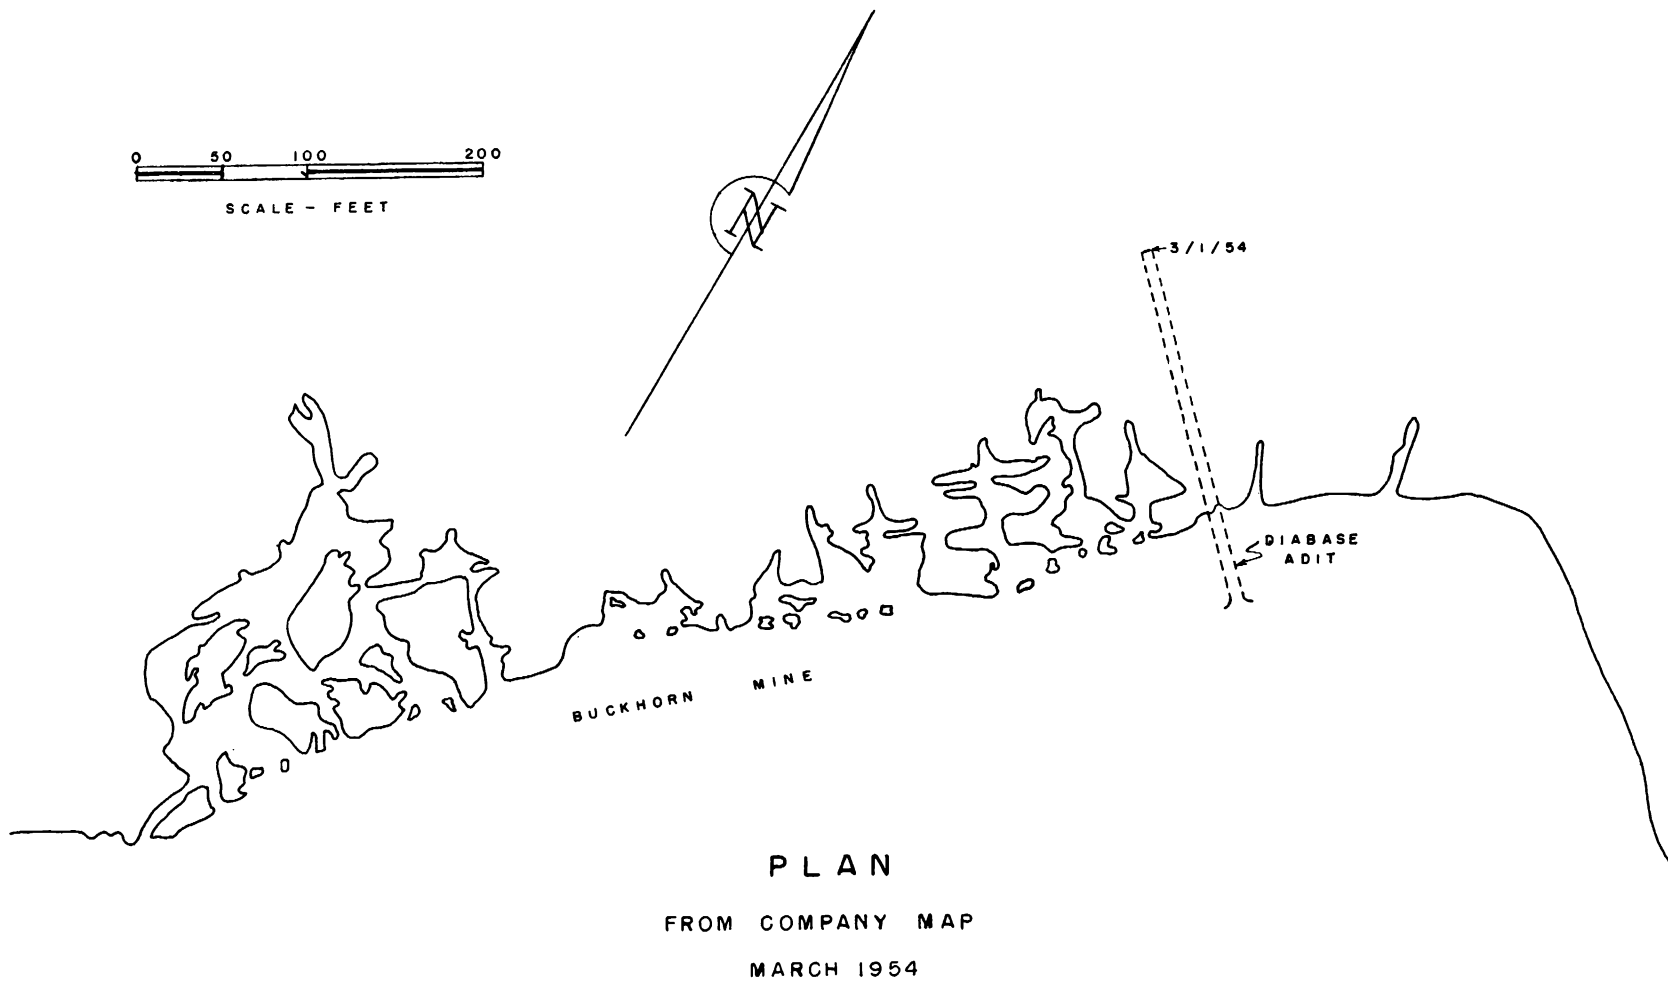 0 50 100 200
SCALE - FEET
N
3/1/54
DIABASE
ADIT
BUCKHORN MINE
PLAN
FROM COMPANY MAP
MARCH 1954